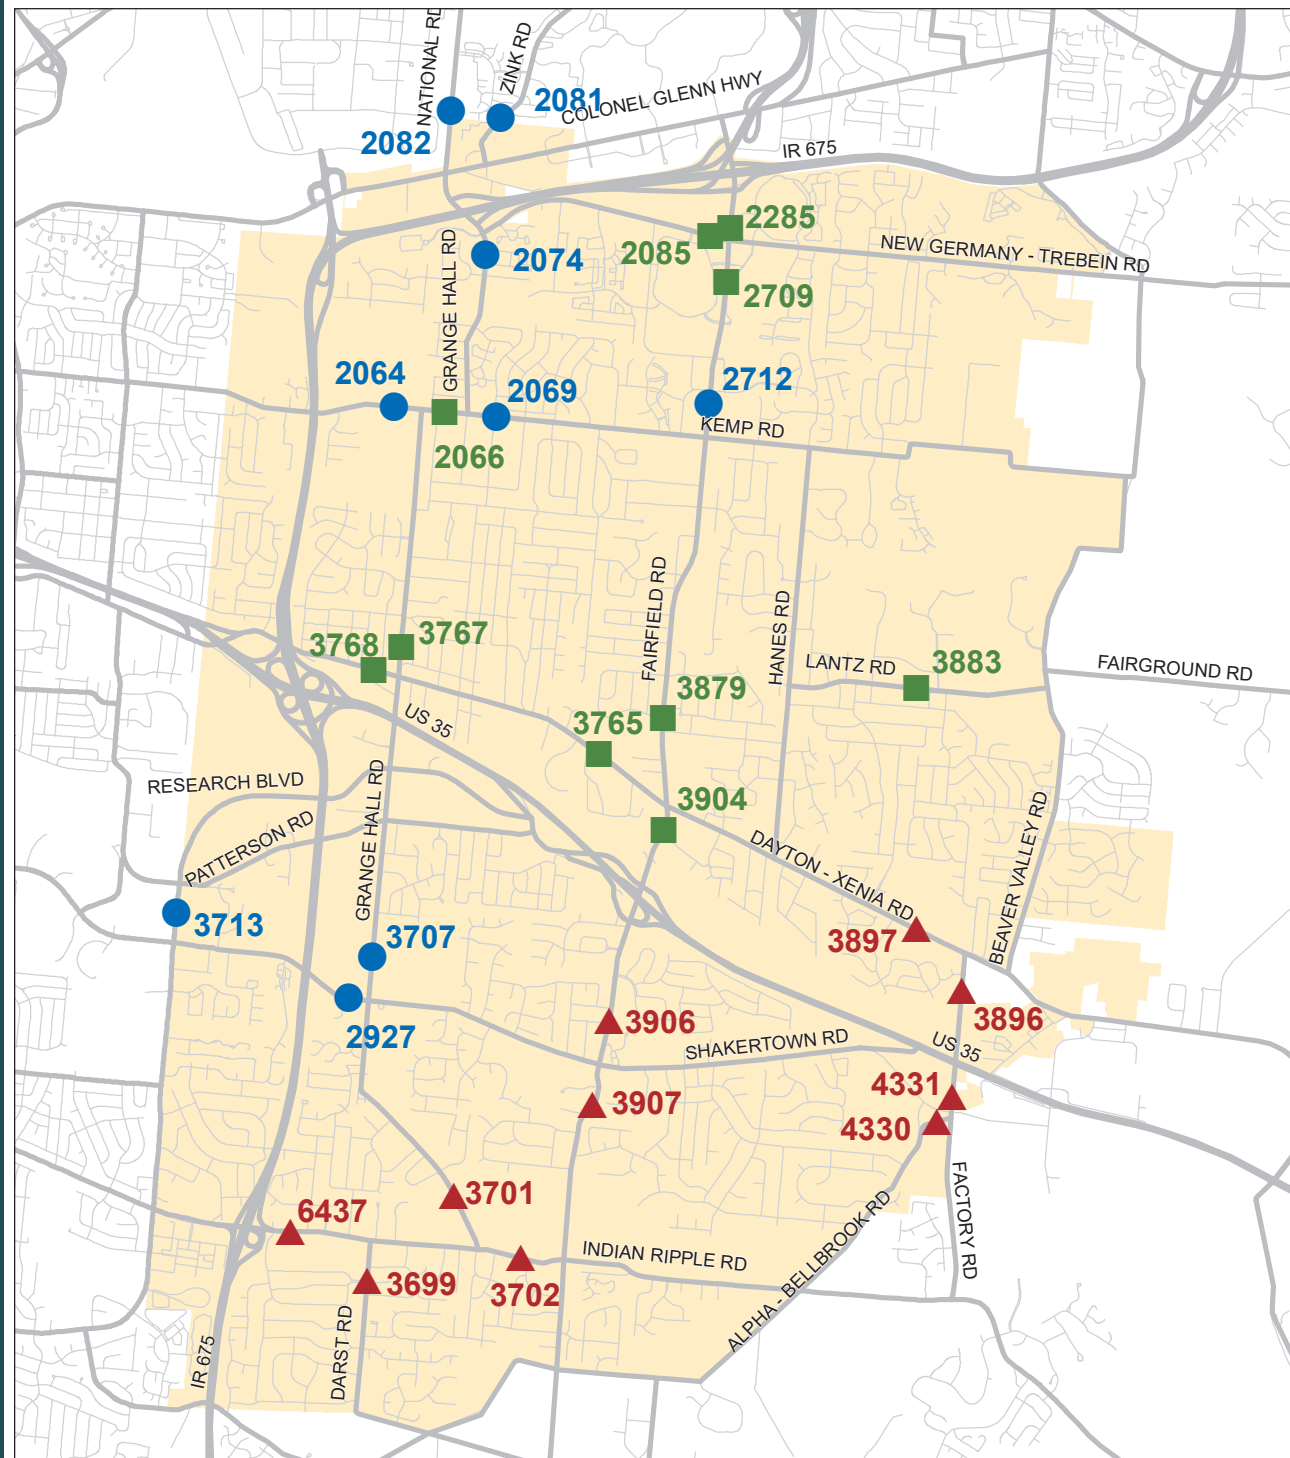 NATIONAL RD
ZINK RD
2081
COLONEL GLENN HWY
2082
IR 675
2285
2085
NEW GERMANY - TREBEIN RD
GRANGE HALL RD
2074
2709
2064
2069
2712
KEMP RD
2066
FAIRFIELD RD
HANES RD
3768
3767
LANTZ RD
3883
FAIRGROUND RD
3879
US 35
3765
RESEARCH BLVD
3904
PATTERSON RD
GRANGE HALL RD
DAYTON - XENIA RD
BEAVER VALLEY RD
3713
3707
3897
3896
2927
3906
SHAKERTOWN RD
US 35
4331
3907
4330
3701
6437
FACTORY RD
INDIAN RIPPLE RD
ALPHA - BELLBROOK RD
3699
3702
IR 675
DARST RD